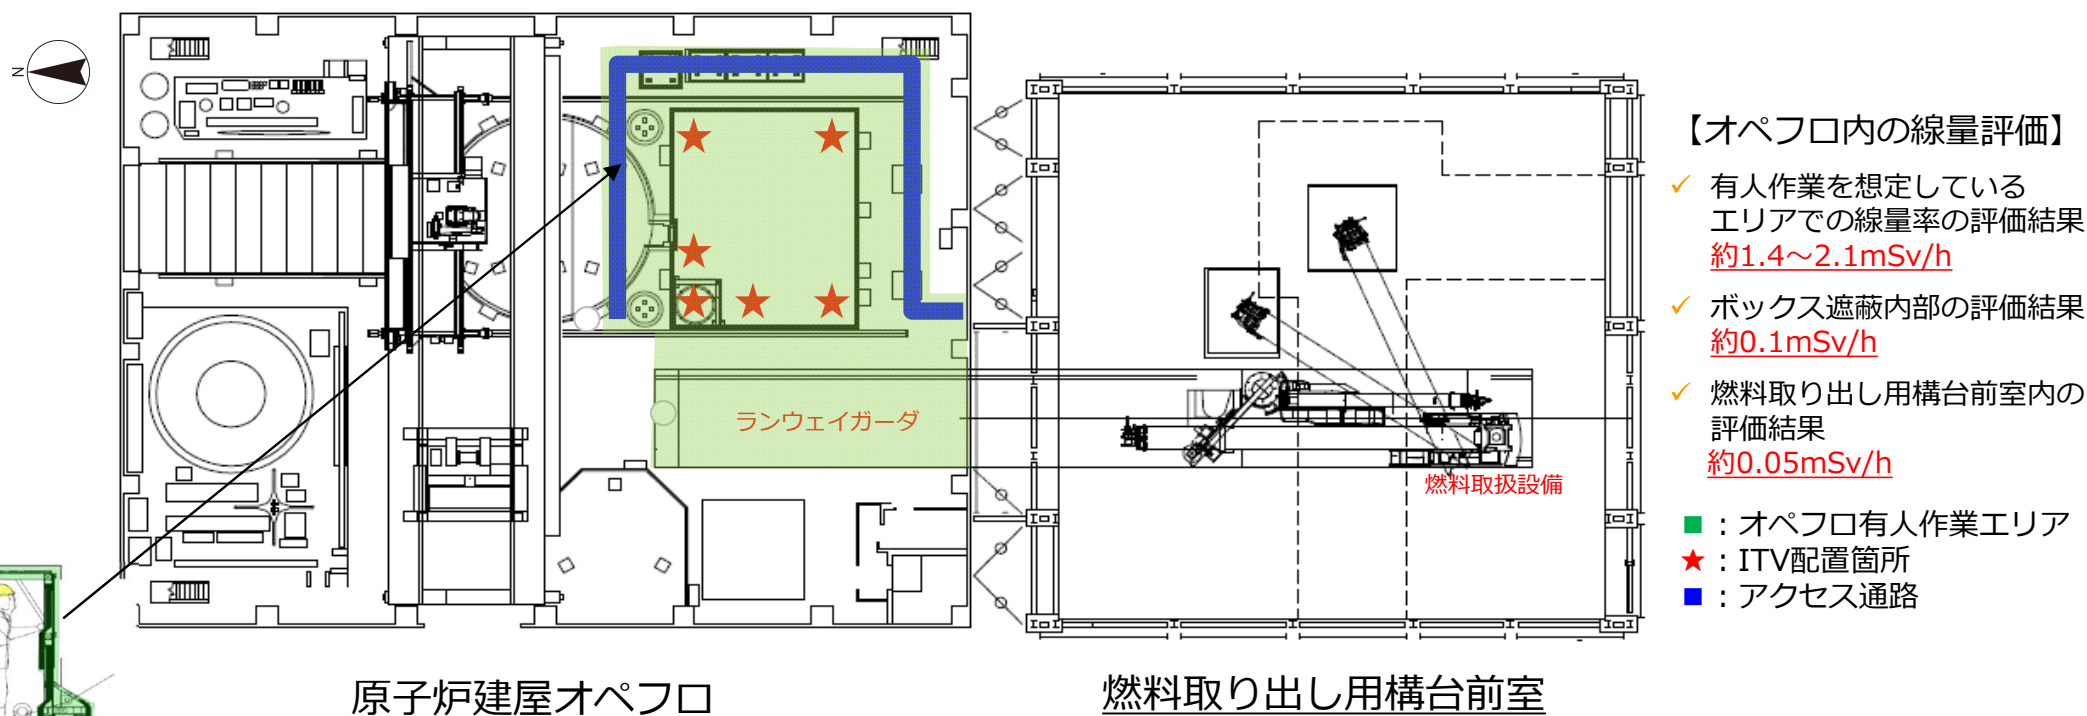 N
ランウェイガーダ
燃料取扱設備
原子炉建屋オペフロ
燃料取り出し用構台前室
【オペフロ内の線量評価】
✓ 有人作業を想定している
エリアでの線量率の評価結果
約1.4～2.1mSv/h
✓ ボックス遮蔽内部の評価結果
約0.1mSv/h
✓ 燃料取り出し用構台前室内の
評価結果
約0.05mSv/h
■：オペフロ有人作業エリア
★：ITV配置箇所
■：アクセス通路